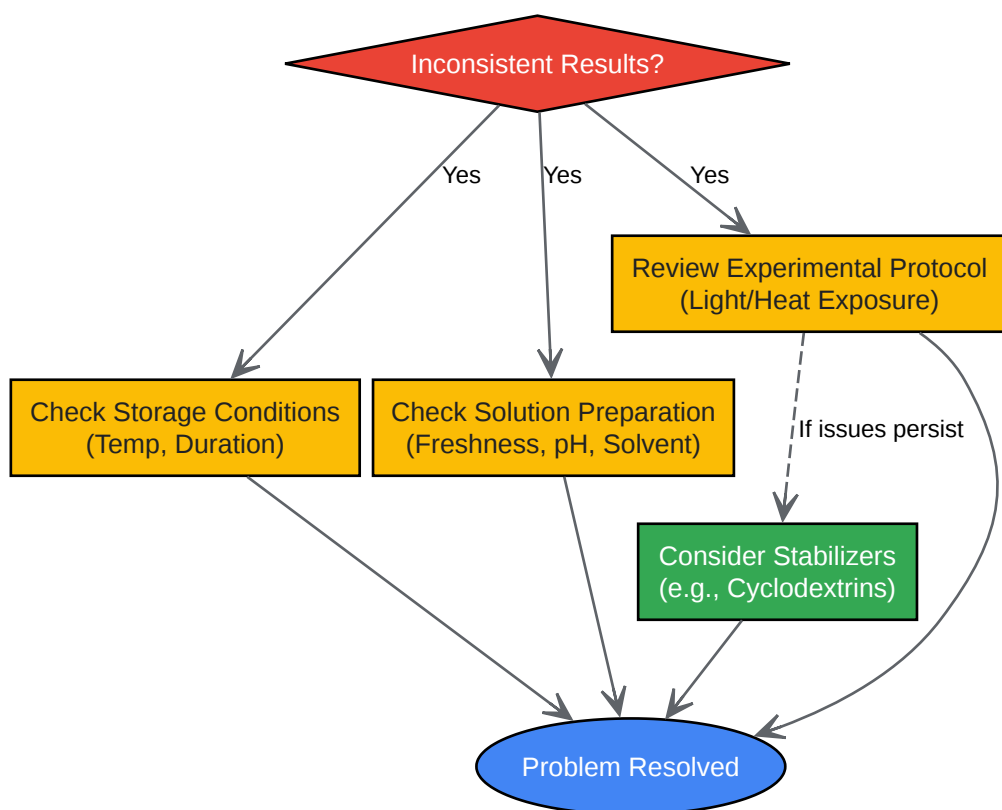 Inconsistent Results?
Yes
Yes
Yes
Review Experimental Protocol
(Light/Heat Exposure)
Check Storage Conditions
(Temp, Duration)
Check Solution Preparation
(Freshness, pH, Solvent)
If issues persist
Consider Stabilizers
(e.g., Cyclodextrins)
Problem Resolved